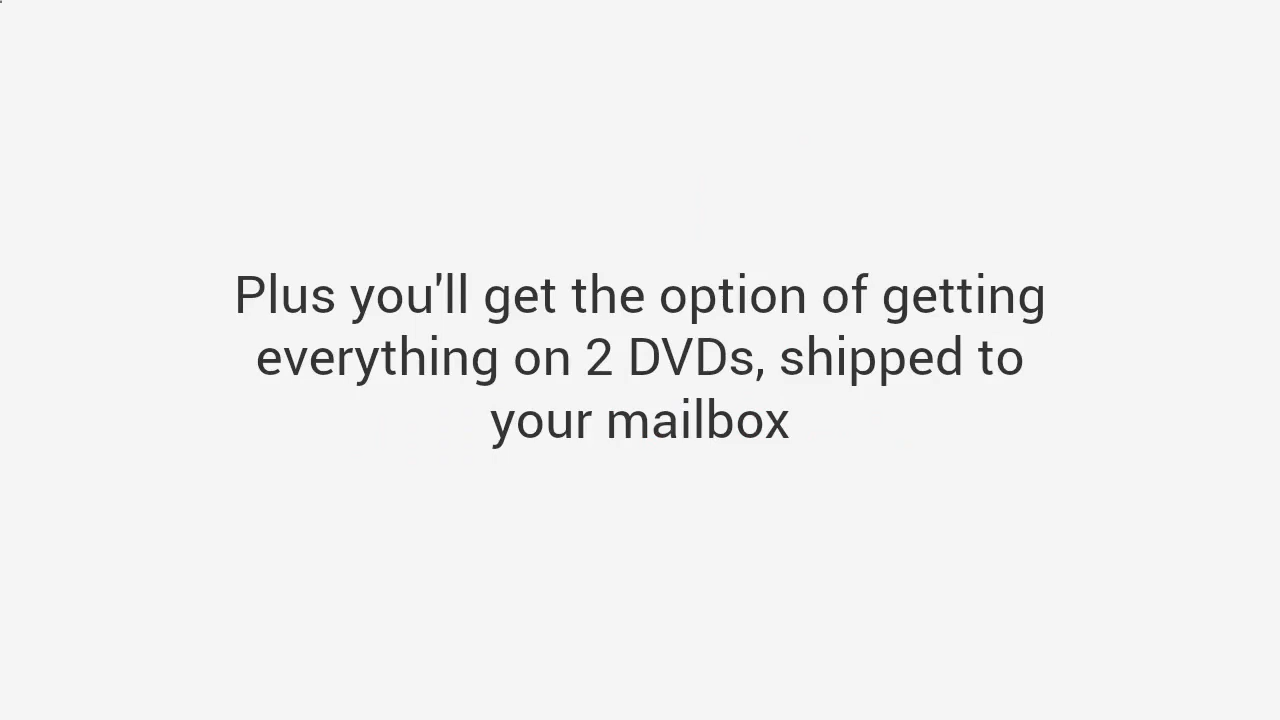 Plus you'll get the option of getting
everything on 2 DVDs, shipped to
your mailbox